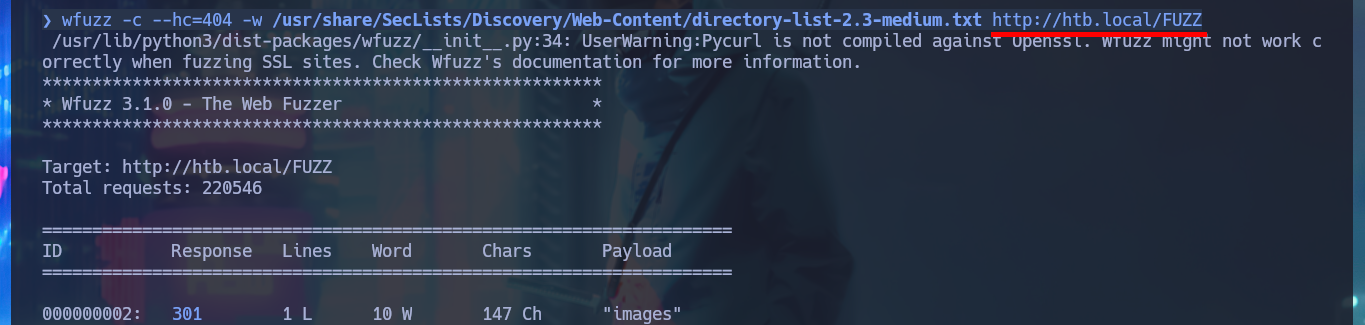 ❯ wfuzz -c --hc=404 -w /usr/share/SecLists/Discovery/Web-Content/directory-list-2.3-medium.txt http://htb.local/FUZZ
/usr/lib/python3/dist-packages/wfuzz/__init__.py:34: UserWarning:Pycurl is not compiled against Openssl. Wfuzz might not work c
orrectly when fuzzing SSL sites. Check Wfuzz's documentation for more information.
********************************************************
* Wfuzz 3.1.0 - The Web Fuzzer                         *
********************************************************
Target: http://htb.local/FUZZ
Total requests: 220546
=====================================================================
ID           Response   Lines    Word       Chars       Payload
=====================================================================
000000002:   301        1 L      10 W       147 Ch      "images"